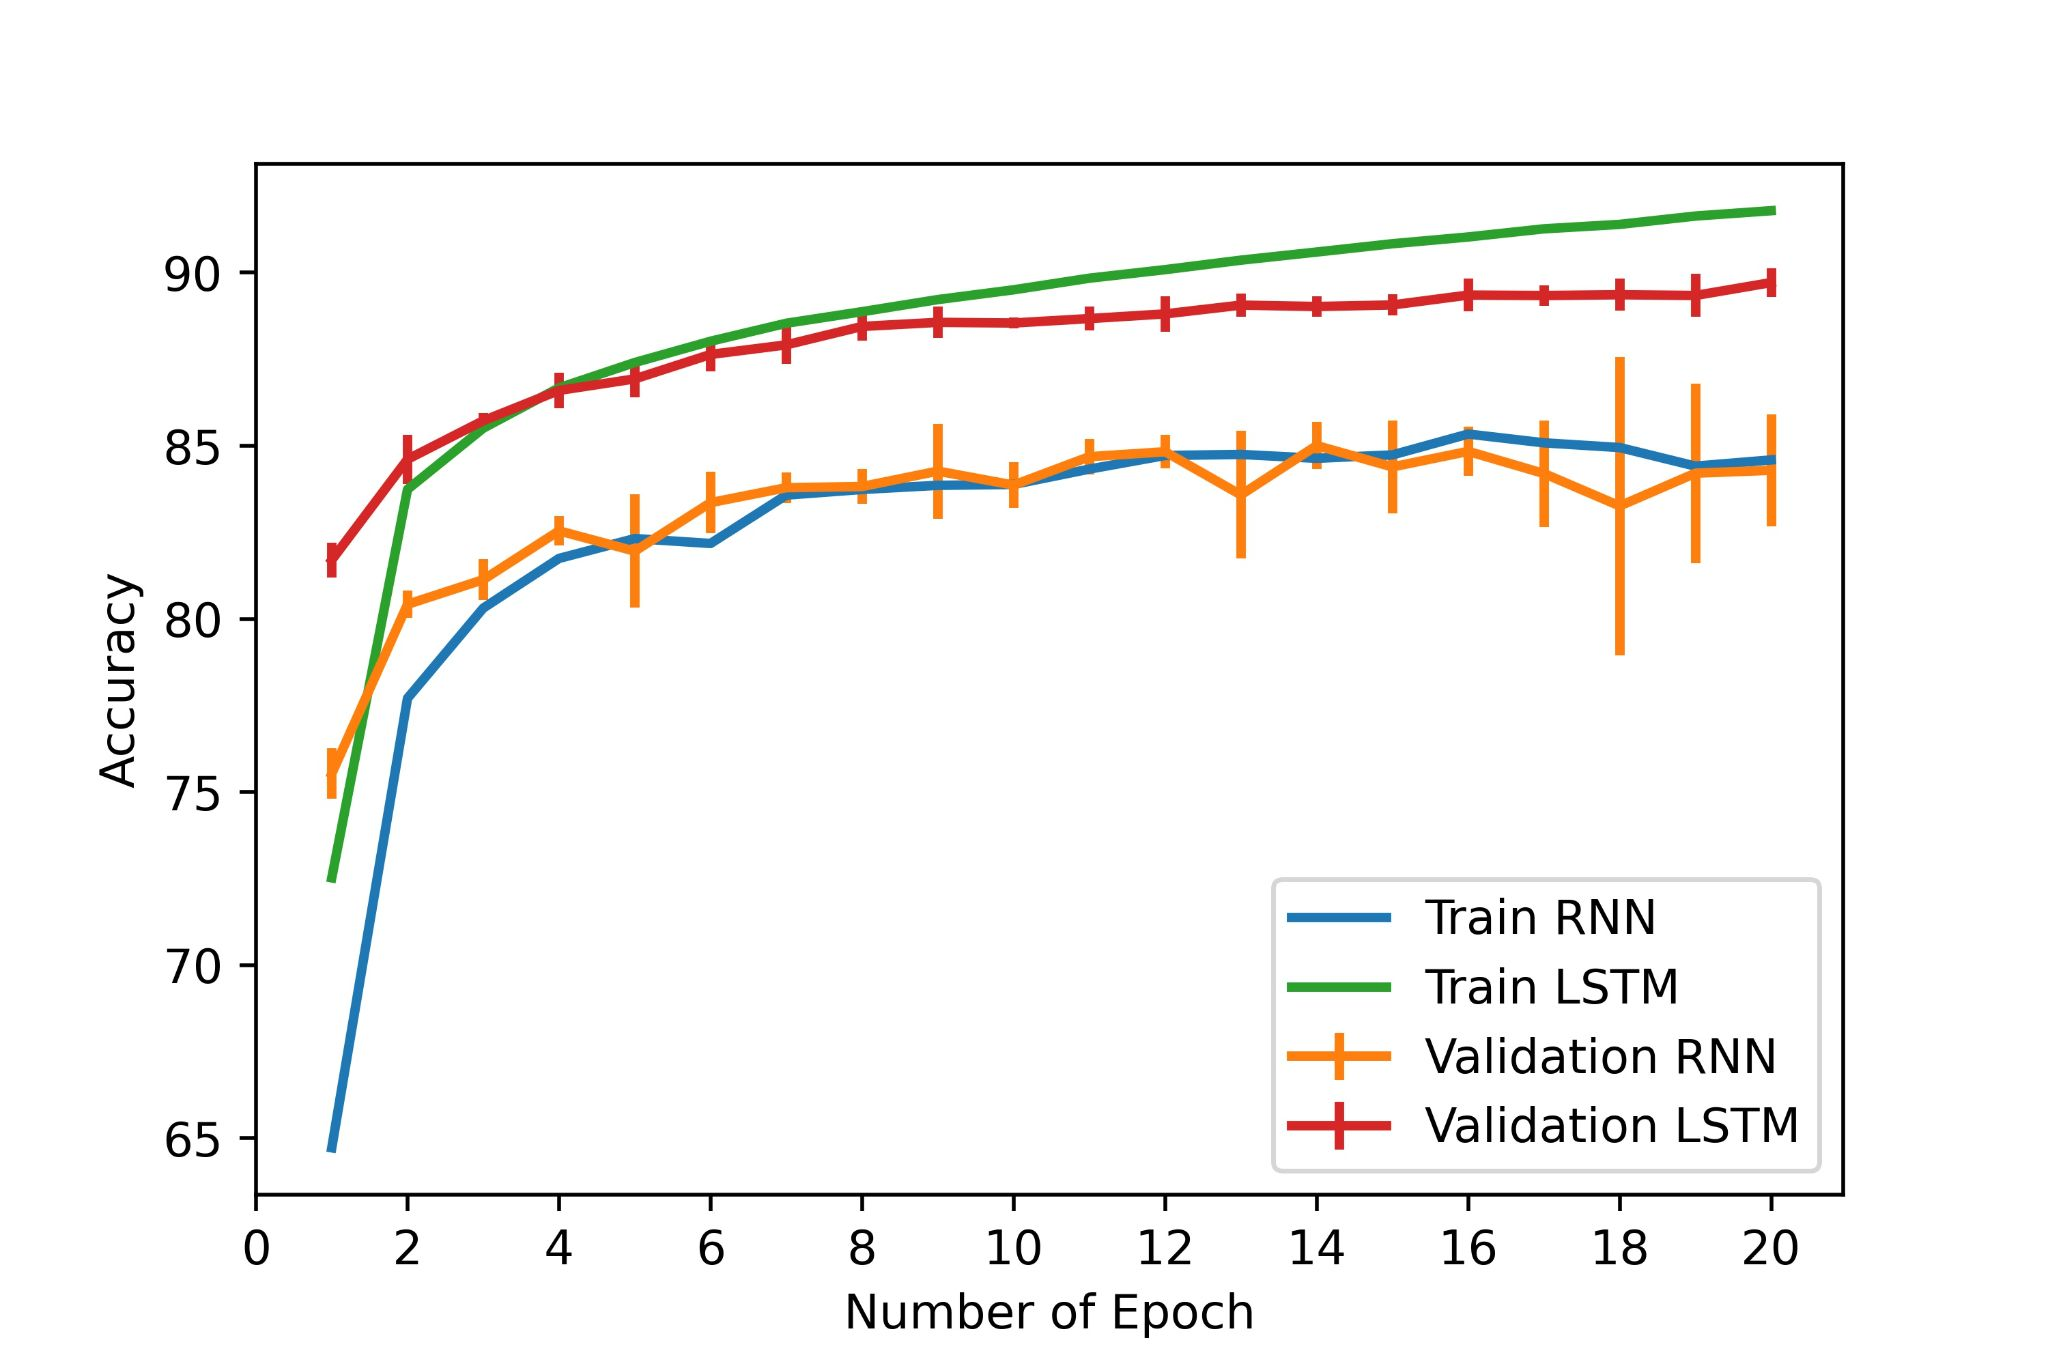 90
85
80
75
70
65
Accuracy
0 2 4 6 8 10 12 14 16 18 20
Number of Epoch
Train RNN
Train LSTM
Validation RNN
Validation LSTM